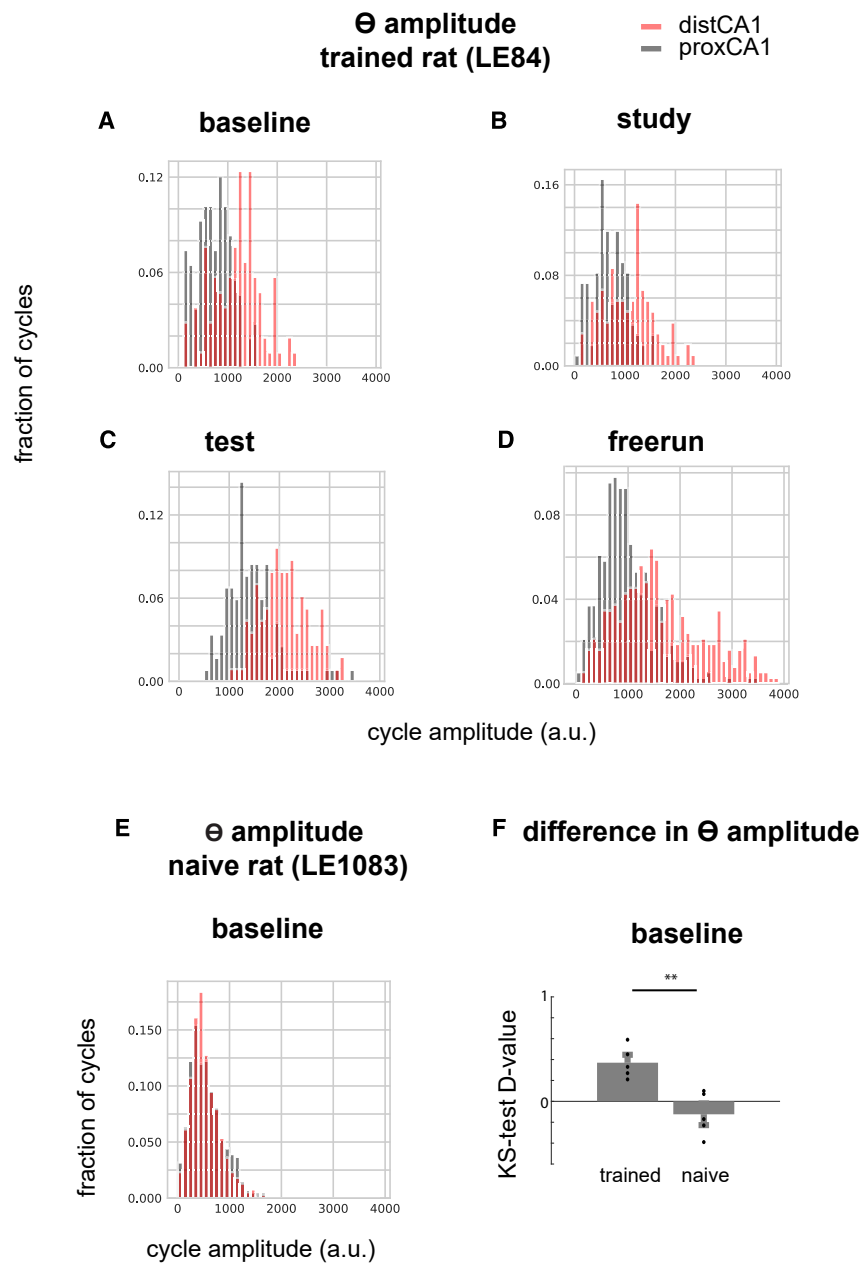 Ɵ amplitude
trained rat (LE84)
distCA1
proxCA1
A baseline
0.12
0.06
0.00
0 1000 2000 3000 4000
B study
0.16
0.08
0.00
0 1000 2000 3000 4000
fraction of cycles
C test
0.12
0.06
0.00
0 1000 2000 3000 4000
D freerun
0.08
0.04
0.00
0 1000 2000 3000 4000
cycle amplitude (a.u.)
E Ɵ amplitude
naive rat (LE1083)
baseline
fraction of cycles
0.150
0.100
0.050
0.000
0 1000 2000 3000 4000
cycle amplitude (a.u.)
F difference in Ɵ amplitude
baseline
**
KS-test D-value
1
0
trained naive